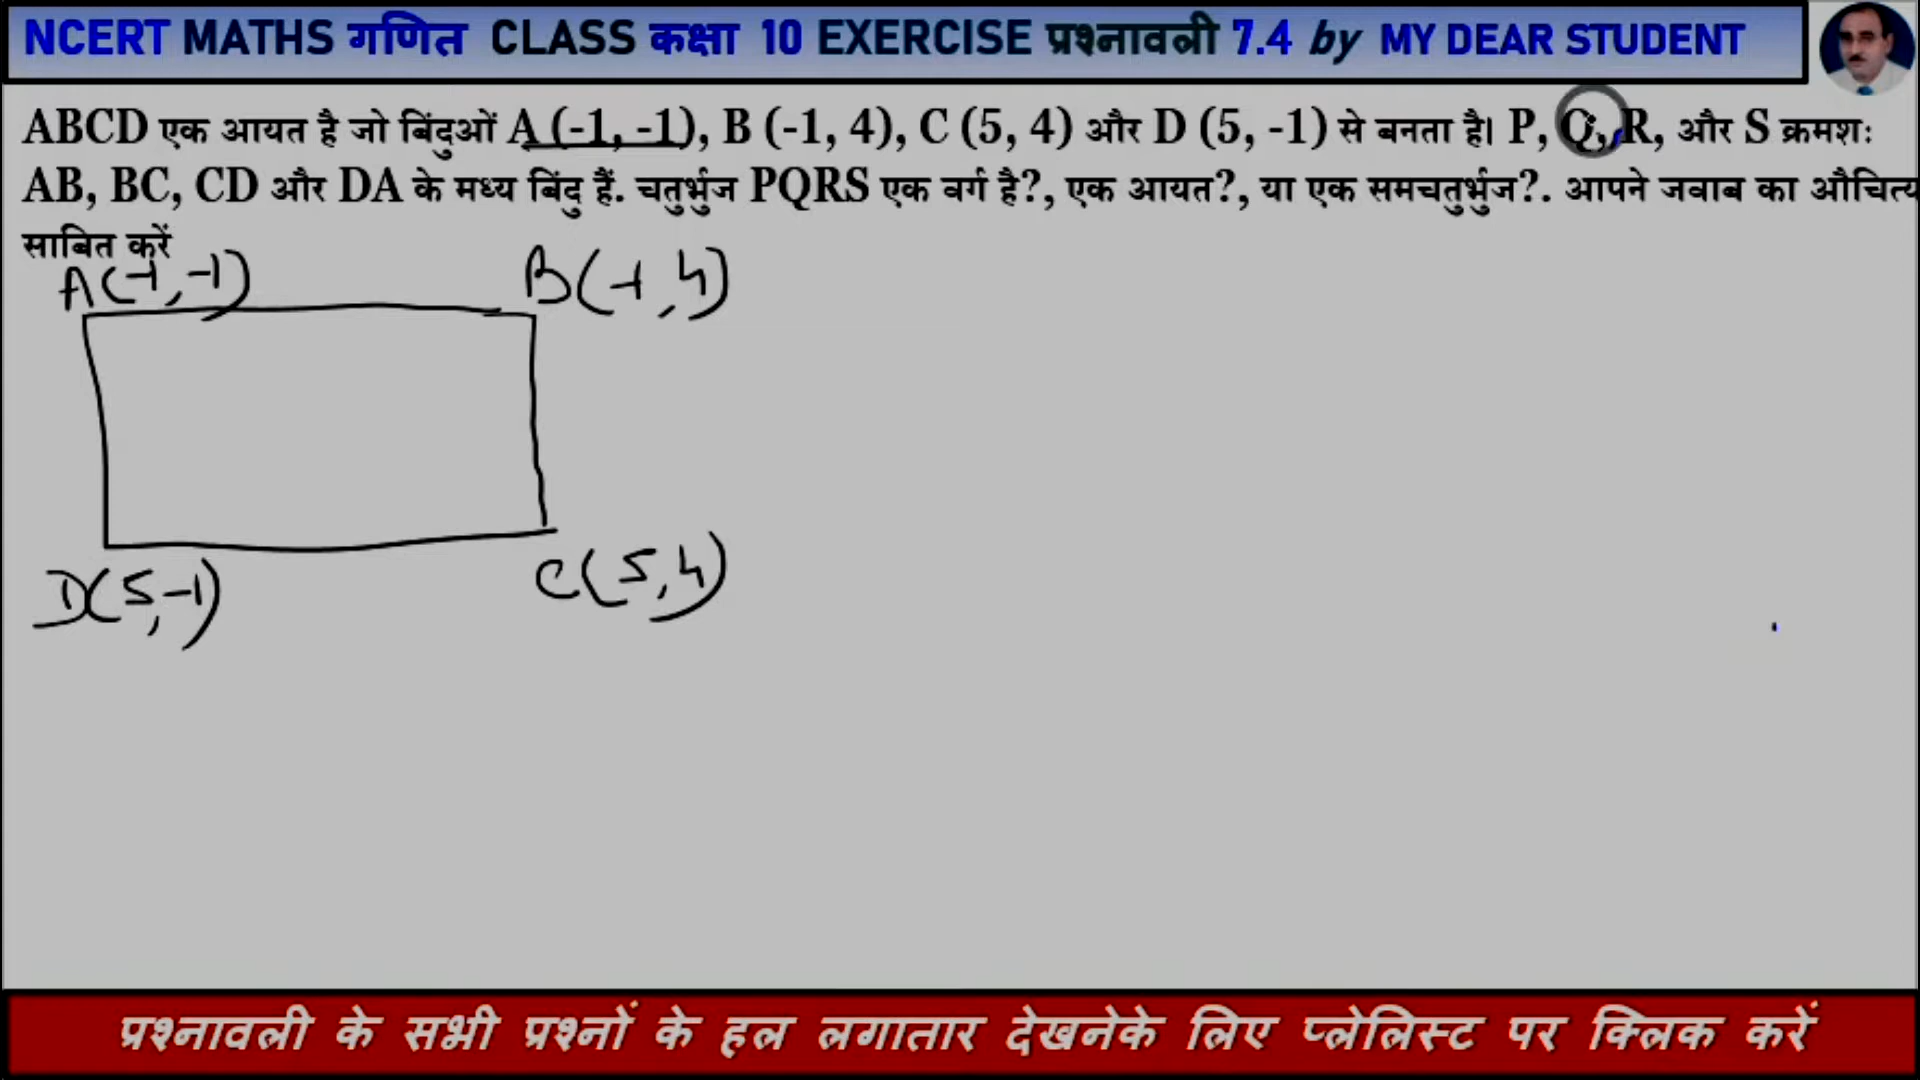 NCERT MATHS गणित CLASS कक्षा 10 EXERCISE प्रश्नावली 7.4 by MY DEAR STUDENT
ABCD एक आयत है जो बिंदुओं A (-1, -1), B (-1, 4), C (5, 4) और D (5, -1) से बनता है। P, Q, R, और S क्रमशः
AB, BC, CD और DA के मध्य बिंदु हैं. चतुर्भुज PQRS एक वर्ग है?, एक आयत?, या एक समचतुर्भुज?. आपने जवाब का औचित्य
साबित करें
A(-1,-1) B(-1,4)
D(5,-1) C(5,4)
प्रश्नावली के सभी प्रश्नों के हल लगातार देखनेके लिए प्लेलिस्ट पर क्लिक करें